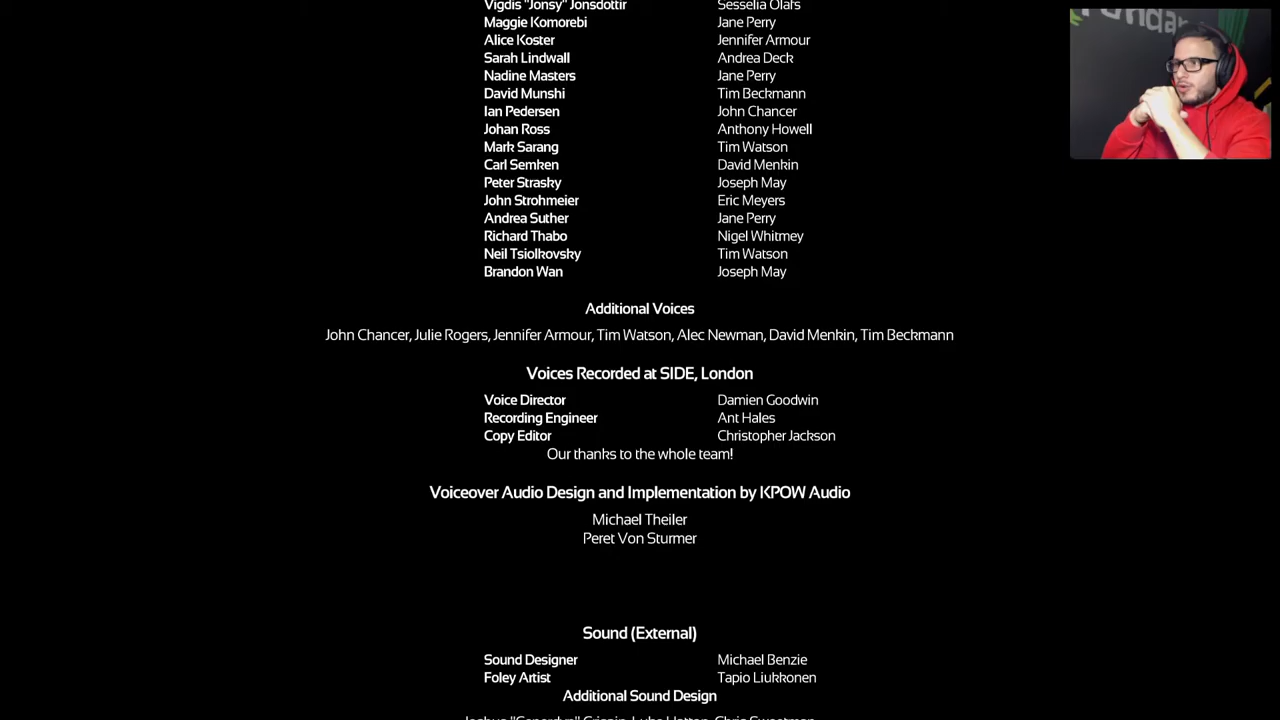 Vigdis "Jonsy" Jonsdottir Sesselia Olafs
Maggie Komorebi Jane Perry
Alice Koster Jennifer Armour
Sarah Lindwall Andrea Deck
Nadine Masters Jane Perry
David Munshi Tim Beckmann
Ian Pedersen John Chancer
Johan Ross Anthony Howell
Mark Sarang Tim Watson
Carl Semken David Menkin
Peter Strasky Joseph May
John Strohmeier Eric Meyers
Andrea Suther Jane Perry
Richard Thabo Nigel Whitmey
Neil Tsiolkovsky Tim Watson
Brandon Wan Joseph May
Additional Voices
John Chancer, Julie Rogers, Jennifer Armour, Tim Watson, Alec Newman, David Menkin, Tim Beckmann
Voices Recorded at SIDE, London
Voice Director Damien Goodwin
Recording Engineer Ant Hales
Copy Editor Christopher Jackson
Our thanks to the whole team!
Voiceover Audio Design and Implementation by KPOW Audio
Michael Theiler
Peret Von Sturmer
Sound (External)
Sound Designer Michael Benzie
Foley Artist Tapio Liukkonen
Additional Sound Design